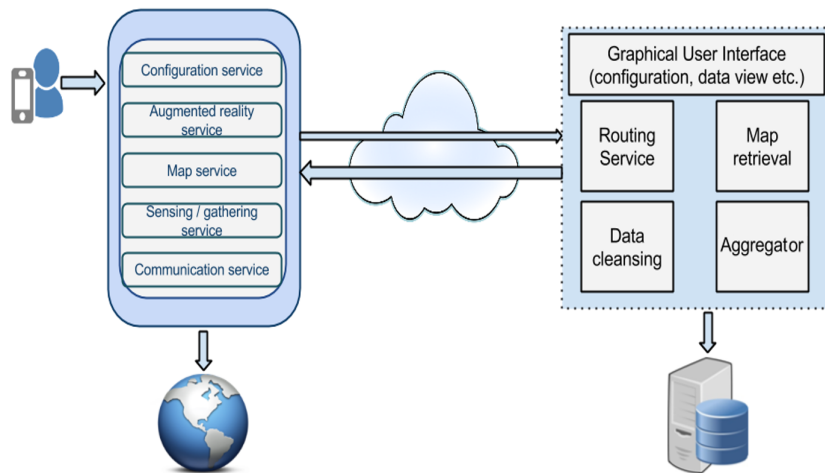 Configuration service
Augmented reality
service
Map service
Sensing / gathering
service
Communication service
Graphical User Interface
(configuration, data view etc.)
Routing
Service
Map
retrieval
Data
cleansing
Aggregator